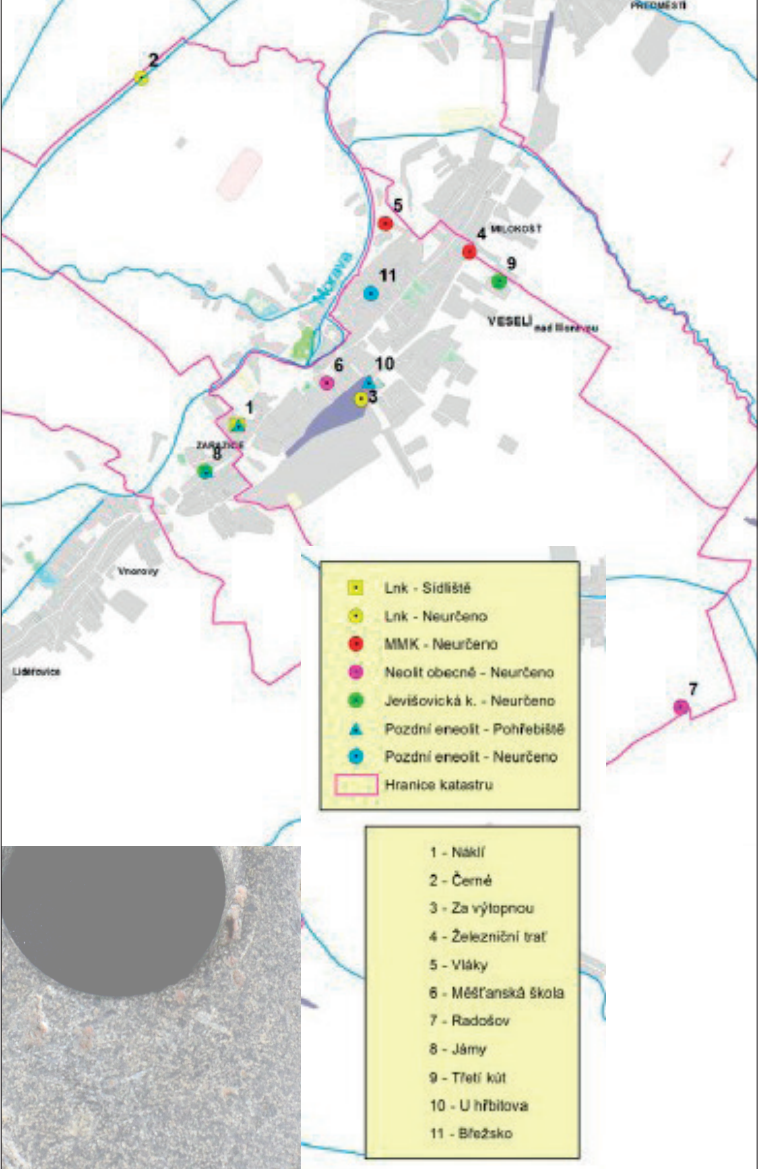 PŘEDMĚSTÍ
2
5
4
MILOKOŠŤ
9
Morava
11
VESELÍ
nad Moravou
6
10
3
1
ZARAZICE
8
Vnorovy
Lidéřovice
7
Lnk - Sídliště
Lnk - Neurčeno
MMK - Neurčeno
Neolit obecně - Neurčeno
Jevišovická k. - Neurčeno
Pozdní eneolit - Pohřebiště
Pozdní eneolit - Neurčeno
Hranice katastru
1 - Náklí
2 - Černé
3 - Za výtopnou
4 - Železniční trať
5 - Vláky
6 - Měšťanská škola
7 - Radošov
8 - Jámy
9 - Třetí kút
10 - U hřbitova
11 - Břežsko